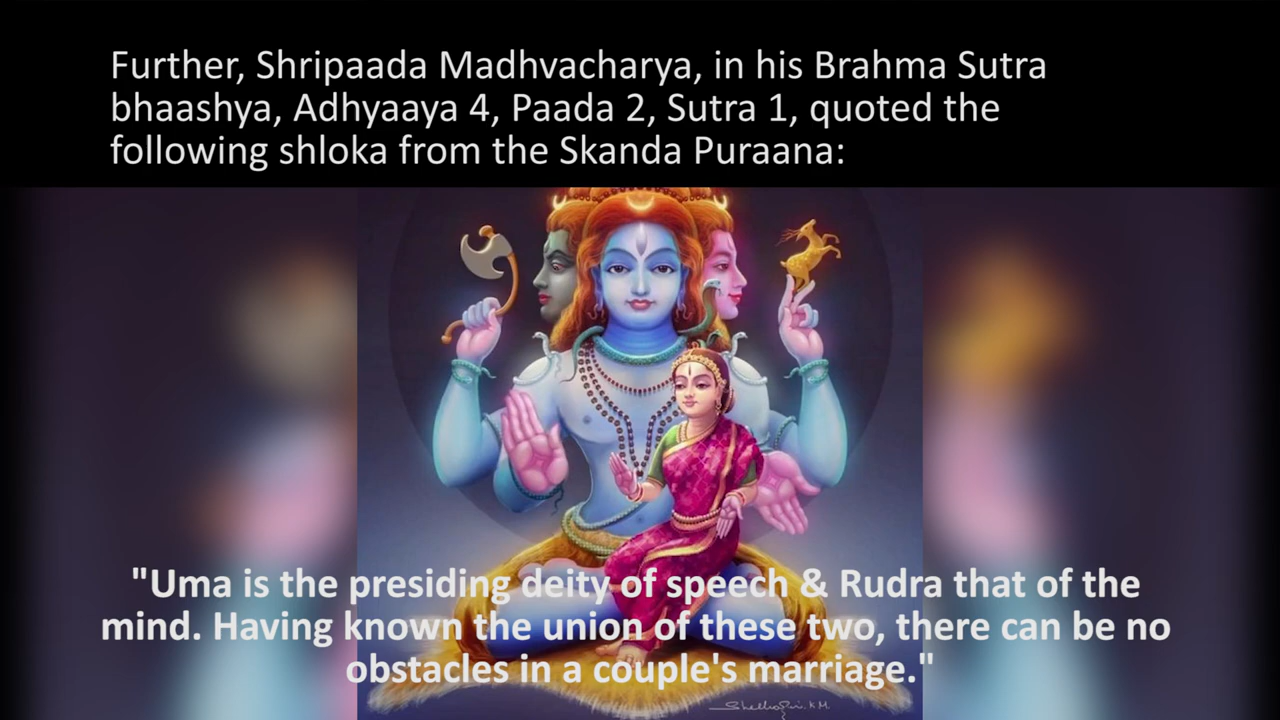 Further, Shripaada Madhvacharya, in his Brahma Sutra
bhaashya, Adhyaaya 4, Paada 2, Sutra 1, quoted the
following shloka from the Skanda Puraana:
"Uma is the presiding deity of speech & Rudra that of the
mind. Having known the union of these two, there can be no
obstacles in a couple's marriage."